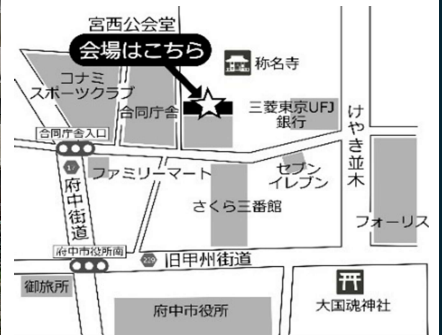 宮西公会堂
会場はこちら
称名寺
コナミ
スポーツクラブ
合同庁舎
三菱東京UFJ
銀行
けやき並木
合同庁舎入口
ファミリーマート
セブン
イレブン
府中街道
さくら三番館
フォーリス
府中市役所南
旧甲州街道
御旅所
府中市役所
大国魂神社